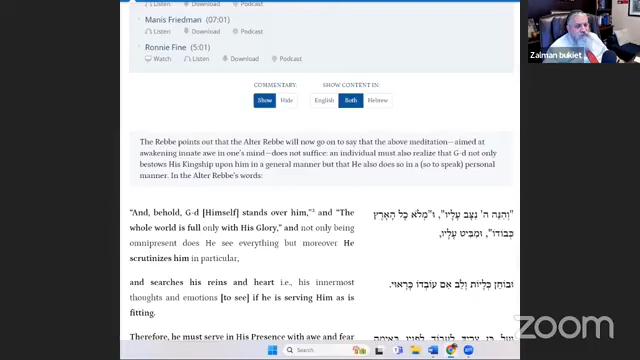 Listen Download Podcast
Manis Friedman (07:01)
Listen Download Podcast
Ronnie Fine (5:01)
Watch Listen Download Podcast
COMMENTARY: SHOW CONTENT IN:
Show Hide English Both Hebrew
The Rebbe points out that the Alter Rebbe will now go on to say that the above meditation—aimed at
awakening innate awe in one's mind—does not suffice: an individual must also realize that G‑d not only
bestows His Kingship upon him in a general manner but that He also does so in a (so to speak) personal
manner. In the Alter Rebbe's words:
"And, behold, G‑d [Himself] stands over him," and "The
whole world is full only with His Glory," and not only being
omnipresent does He see everything but moreover He
scrutinizes him in particular,
"וְהִנֵּה ה' נִצָּב עָלָיו", וּ"מְלֹא כָל הָאָרֶץ
כְּבוֹדוֹ", וּמַבִּיט עָלָיו,
and searches his reins and heart i.e., his innermost
thoughts and emotions [to see] if he is serving Him as is
fitting.
וּבוֹחֵן כְּלָיוֹת וָלֵב אִם עוֹבְדוֹ כָּרָאוּי.
Therefore, he must serve in His Presence with awe and fear
וְעַל כֵּן צָרִיךְ לַעֲבוֹד לְפָנָיו בְּאֵימָה
Zalman bukiet
Search
zoom